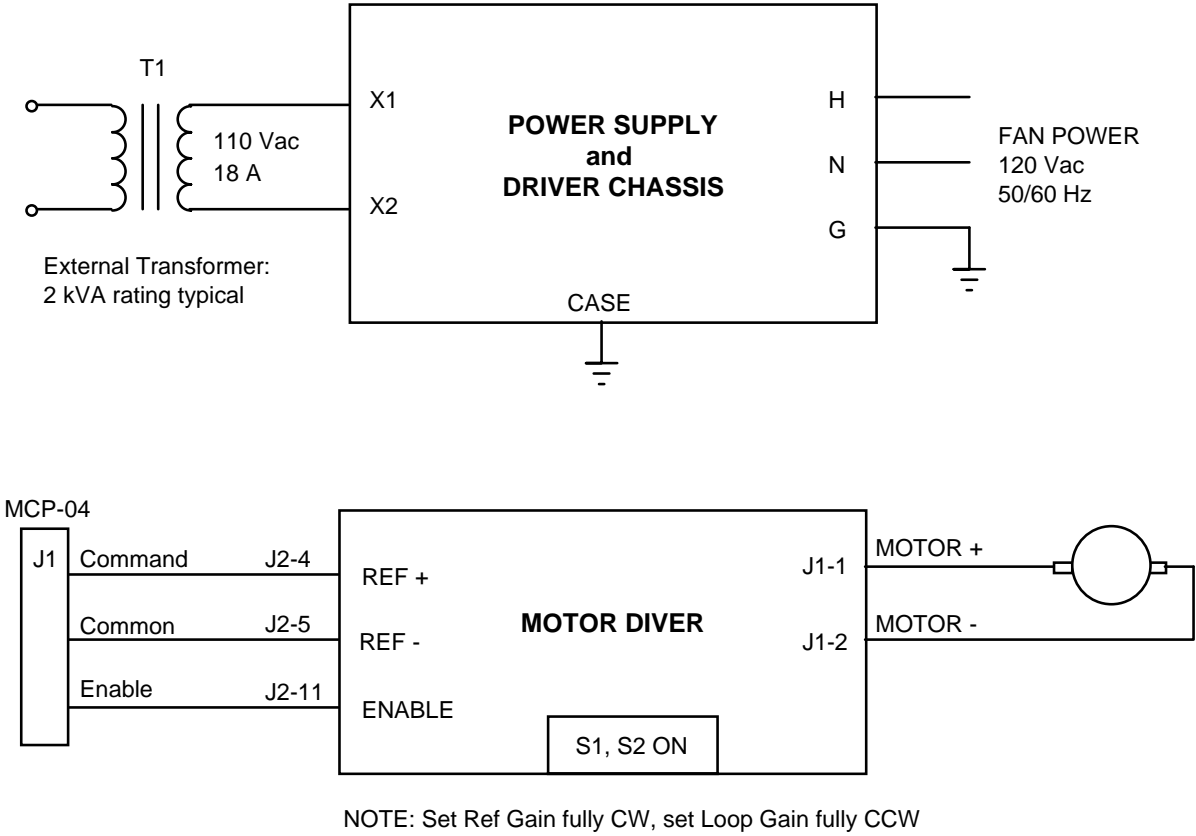 T1
110 Vac
18 A
External Transformer:
2 kVA rating typical
X1
X2
POWER SUPPLY
and
DRIVER CHASSIS
CASE
H
N
G
FAN POWER
120 Vac
50/60 Hz
MCP-04
J1
Command J2-4
Common J2-5
Enable J2-11
REF +
REF -
ENABLE
MOTOR DIVER
S1, S2 ON
J1-1
J1-2
MOTOR +
MOTOR -
NOTE: Set Ref Gain fully CW, set Loop Gain fully CCW